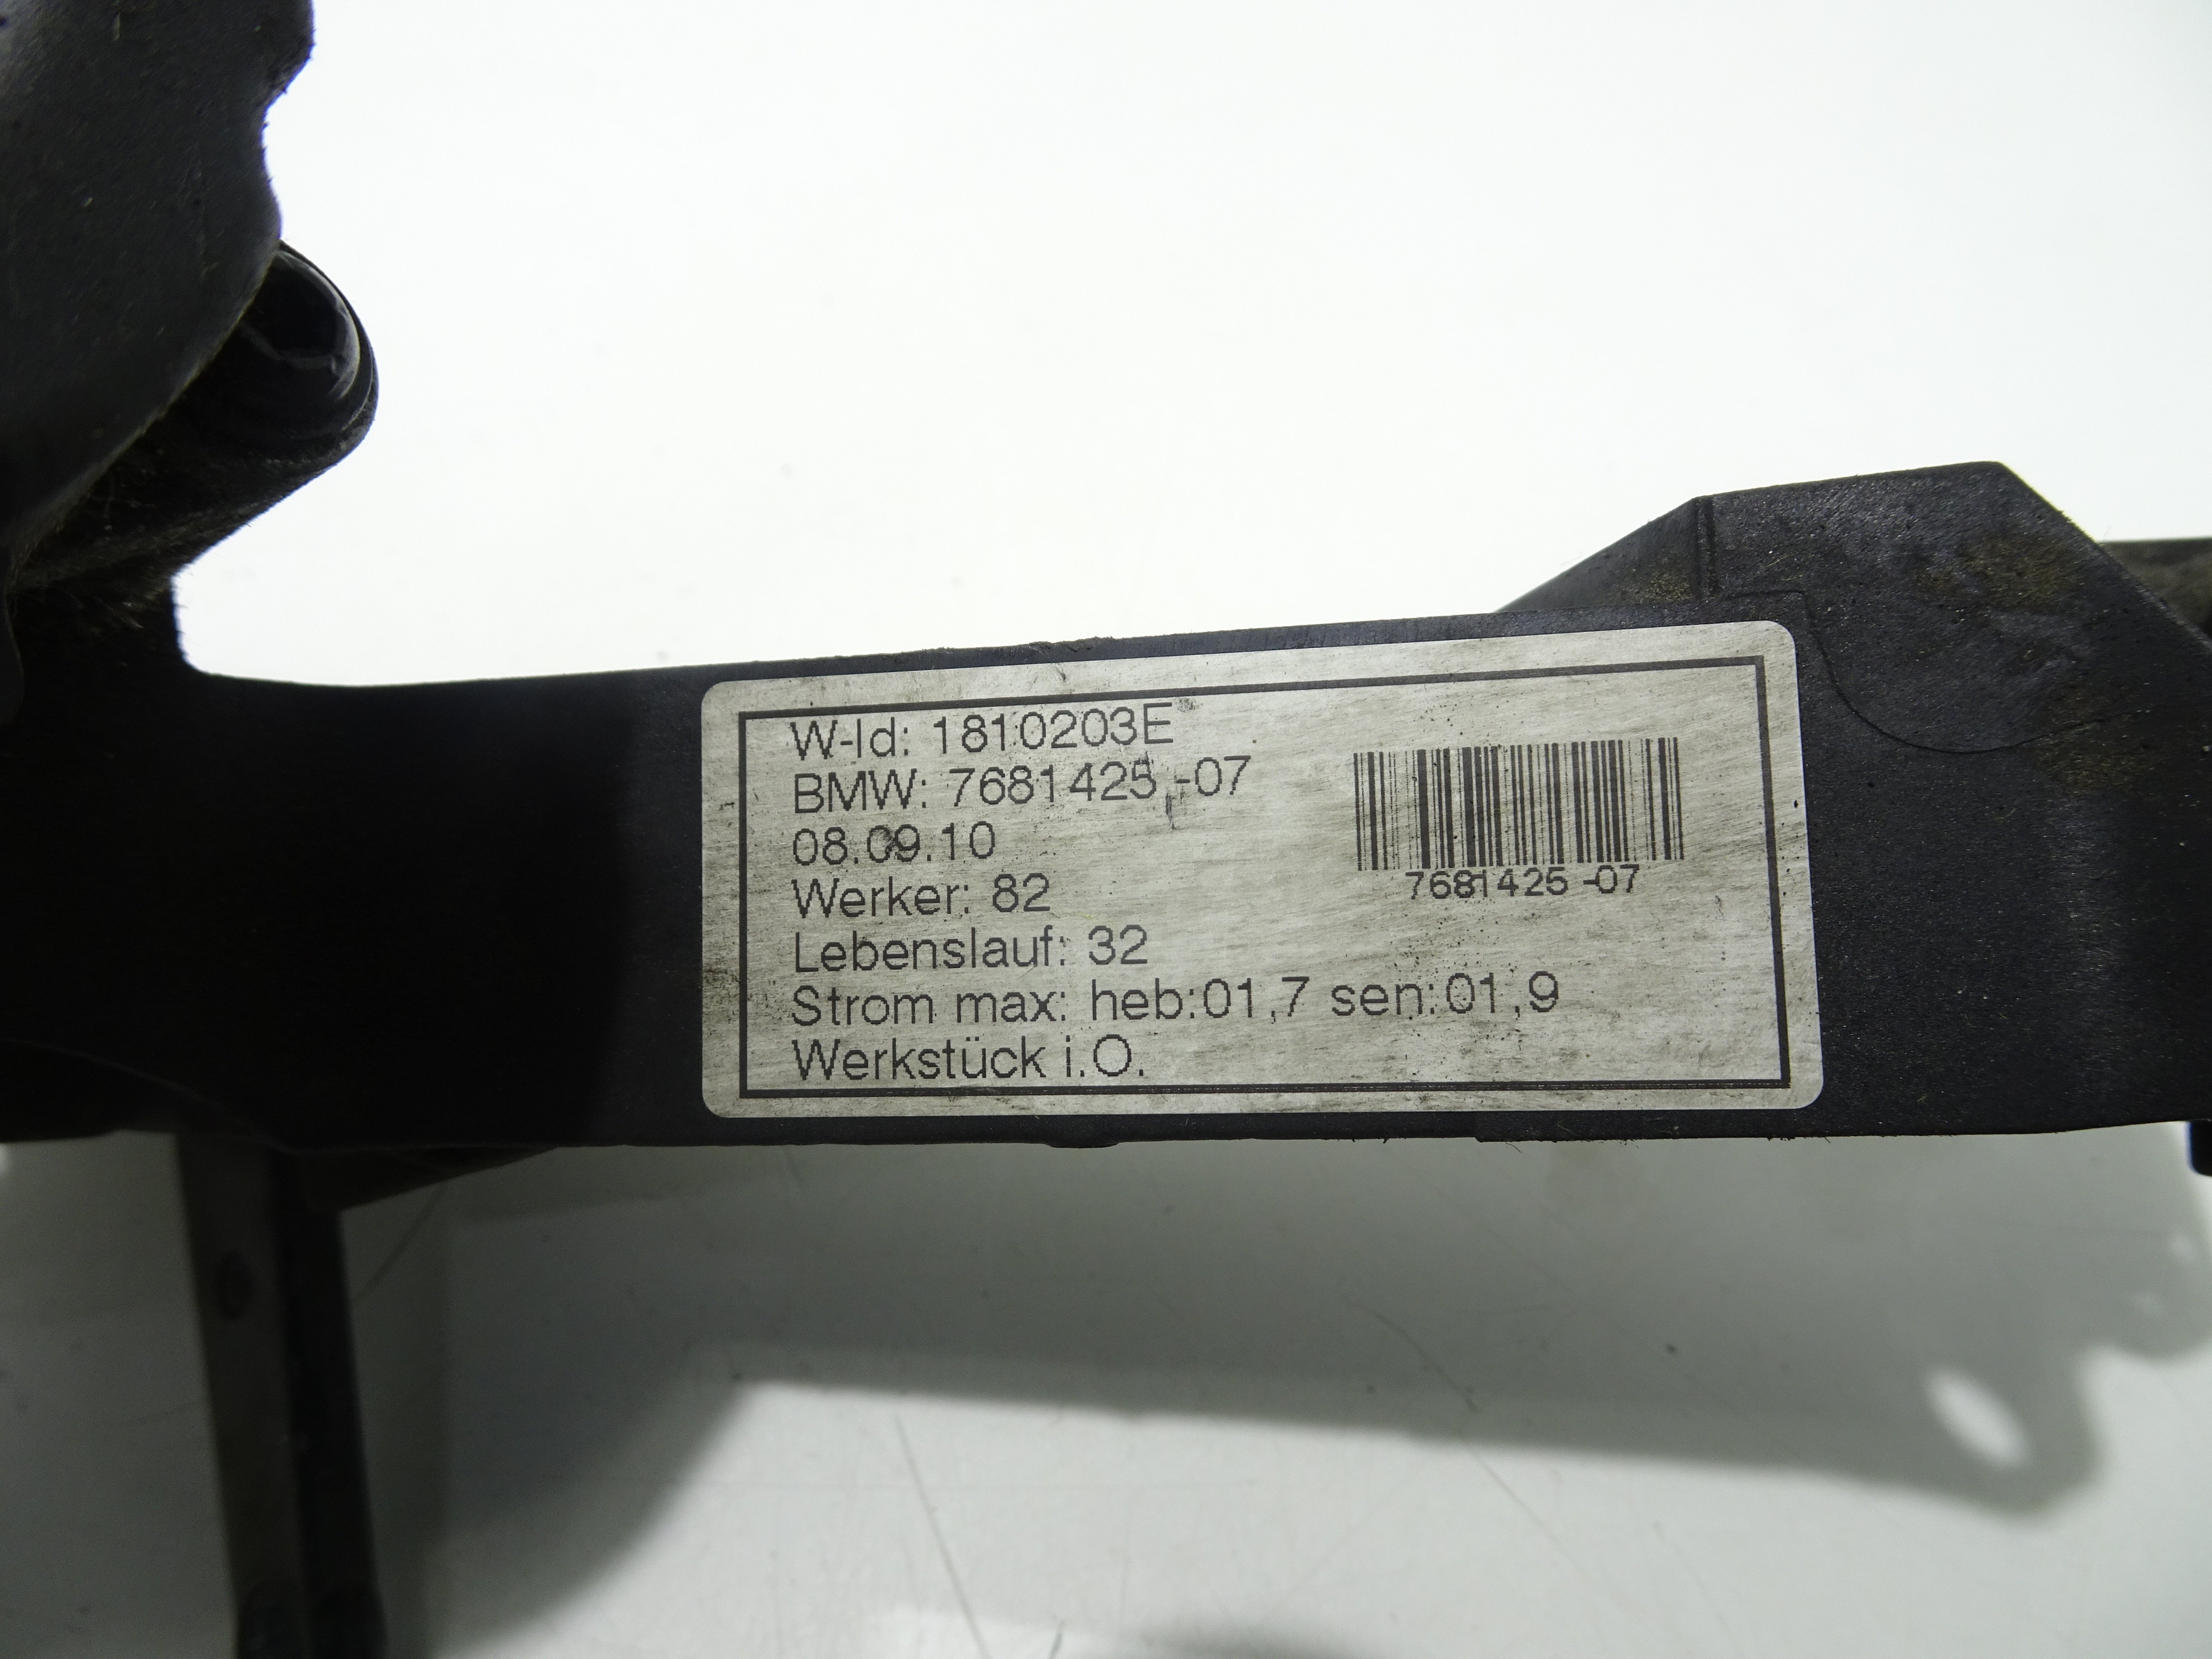 W-Id: 1810203E
BMW: 7681425 -07
08.09.10
Werker: 82
Lebenslauf: 32
Strom max: heb:01,7 sen:01,9
Werkstück i.O.
7681425 -07